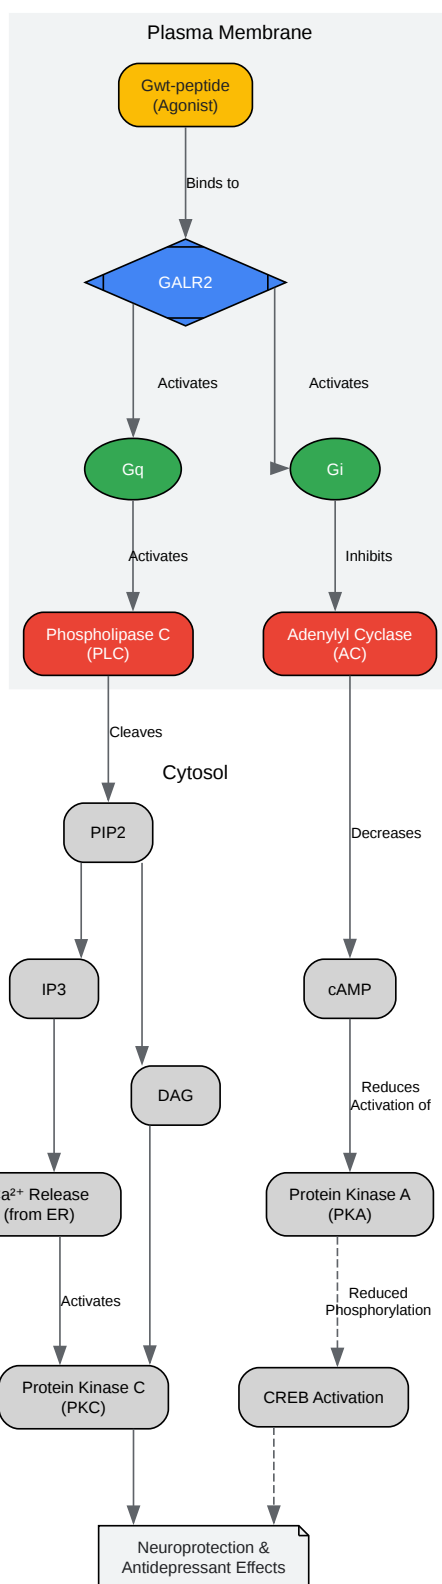 Plasma Membrane
Gwt-peptide
(Agonist)
Binds to
GALR2
Activates
Activates
Gq
Gi
Activates
Inhibits
Phospholipase C
(PLC)
Adenylyl Cyclase
(AC)
Cleaves
Cytosol
PIP2
Decreases
IP3
cAMP
DAG
Reduces
Activation of
a²⁺ Release
(from ER)
Protein Kinase A
(PKA)
Activates
Reduced
Phosphorylation
Protein Kinase C
(PKC)
CREB Activation
Neuroprotection &
Antidepressant Effects